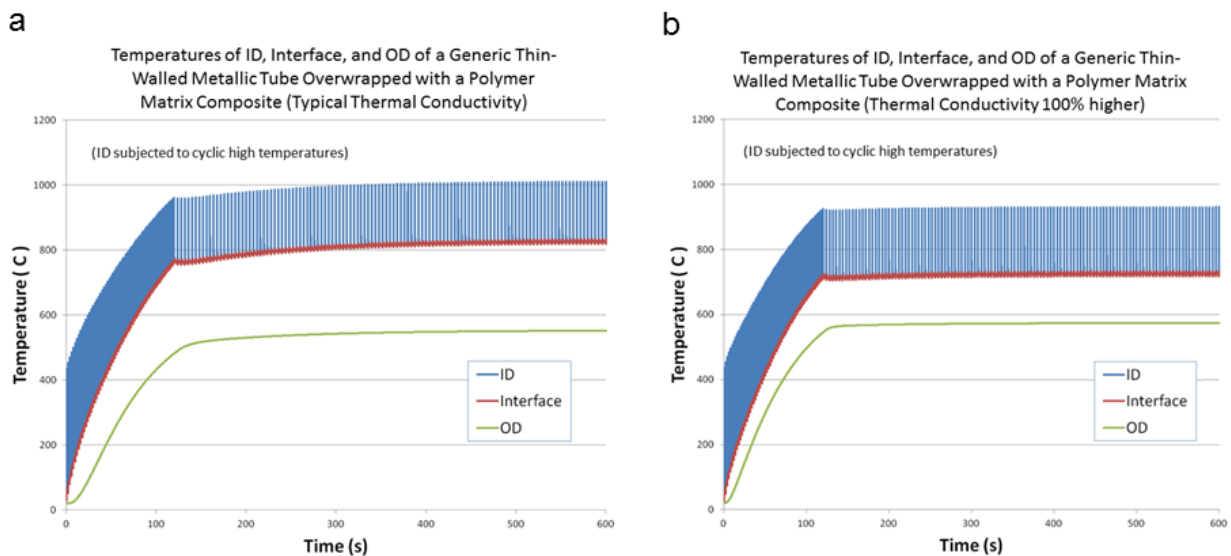 a
Temperatures of ID, Interface, and OD of a Generic Thin-
Walled Metallic Tube Overwrapped with a Polymer
Matrix Composite (Typical Thermal Conductivity)
(ID subjected to cyclic high temperatures)
Temperature ( C)
1200
1000
800
600
400
200
0
0 100 200 300 400 500 600
Time (s)
ID
Interface
OD
b
Temperatures of ID, Interface, and OD of a Generic Thin-
Walled Metallic Tube Overwrapped with a Polymer Matrix
Composite (Thermal Conductivity 100% higher)
(ID subjected to cyclic high temperatures)
Temperature ( C)
1200
1000
800
600
400
200
0
0 100 200 300 400 500 600
Time (s)
ID
Interface
OD